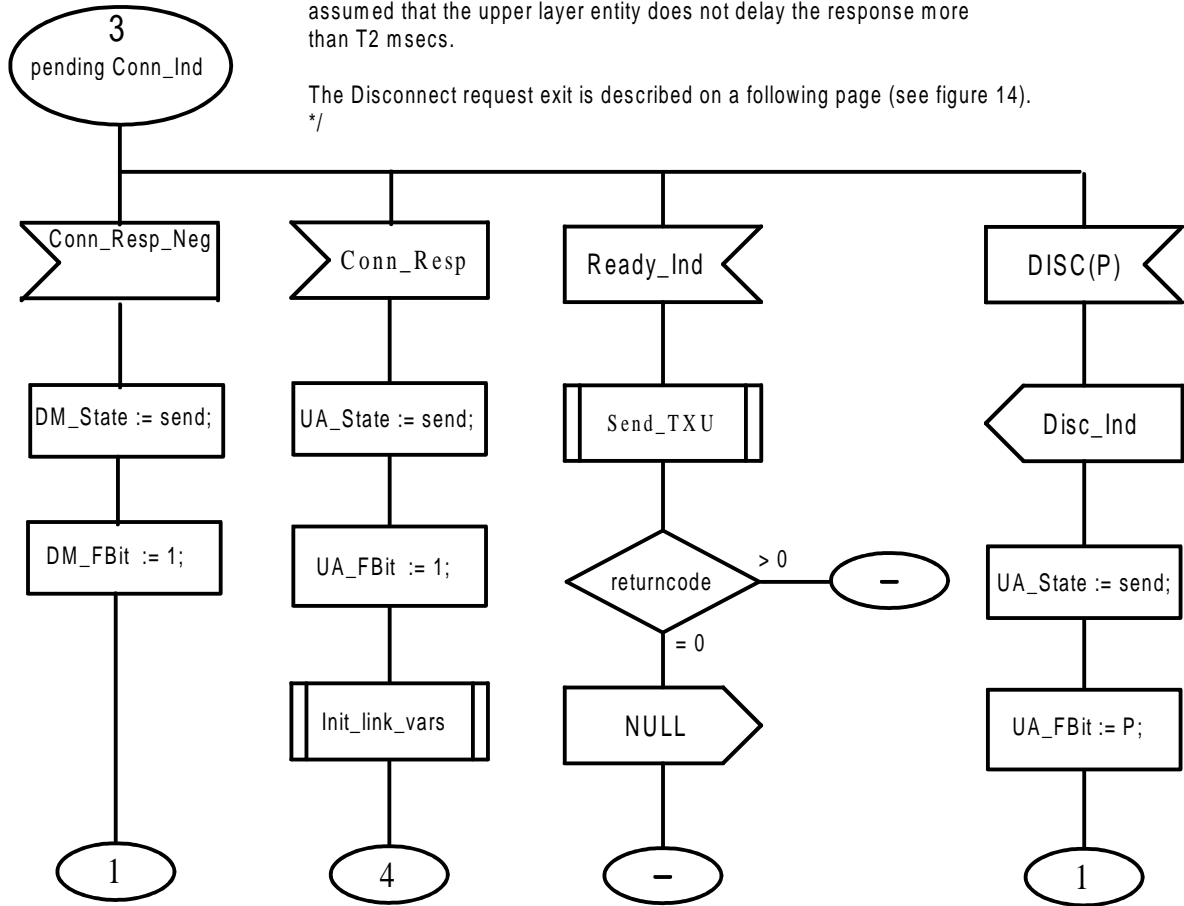 assumed that the upper layer entity does not delay the response more
than T2 msecs.
The Disconnect request exit is described on a following page (see figure 14).
*/
3
pending Conn_Ind
Conn_Resp_Neg
Conn_Resp
Ready_Ind
DISC(P)
DM_State := send;
UA_State := send;
Send_TXU
Disc_Ind
DM_FBit := 1;
UA_FBit := 1;
returncode
> 0
–
UA_State := send;
= 0
Init_link_vars
NULL
UA_FBit := P;
1
4
–
1